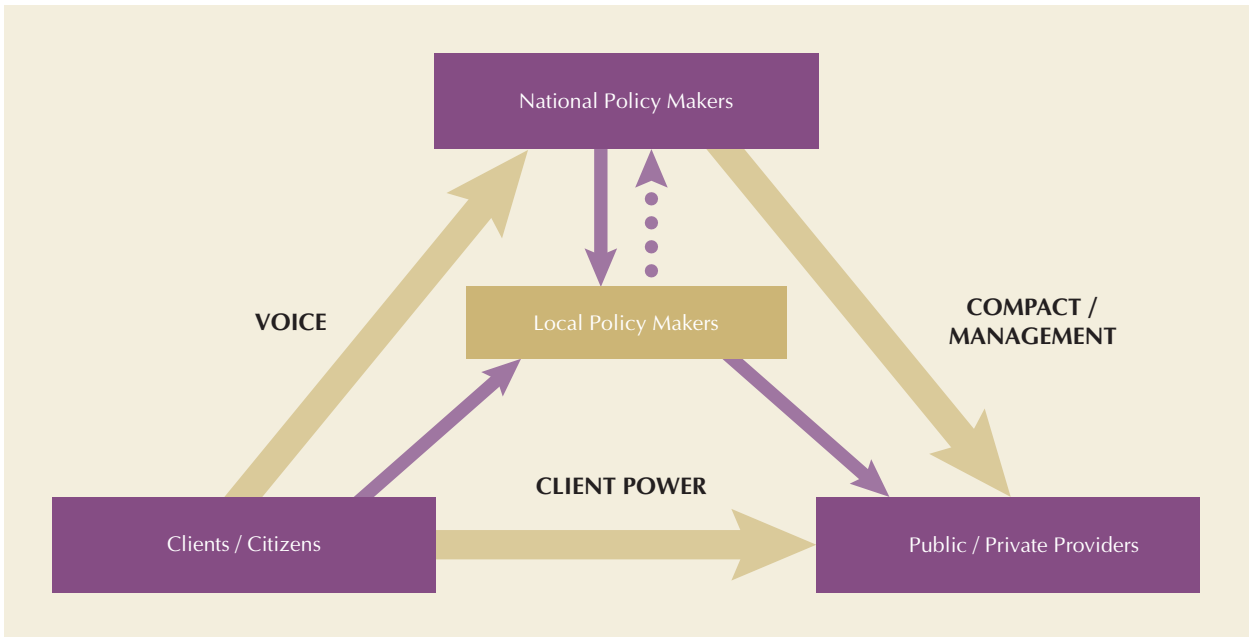 National Policy Makers
Local Policy Makers
VOICE
COMPACT /
MANAGEMENT
CLIENT POWER
Clients / Citizens
Public / Private Providers